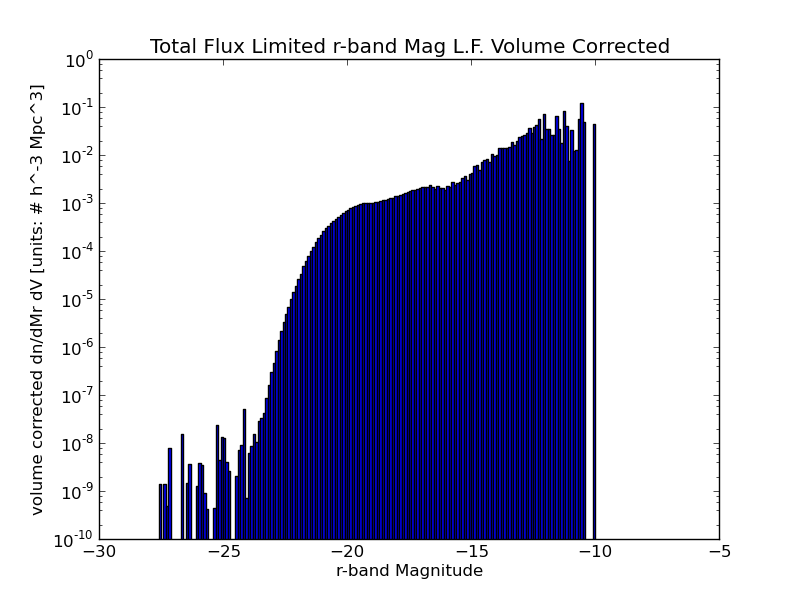 Total Flux Limited r-band Mag L.F. Volume Corrected
volume corrected dn/dMr dV [units: # h^-3 Mpc^3]
10^0
10^-1
10^-2
10^-3
10^-4
10^-5
10^-6
10^-7
10^-8
10^-9
10^-10
−30 −25 −20 −15 −10 −5
r-band Magnitude